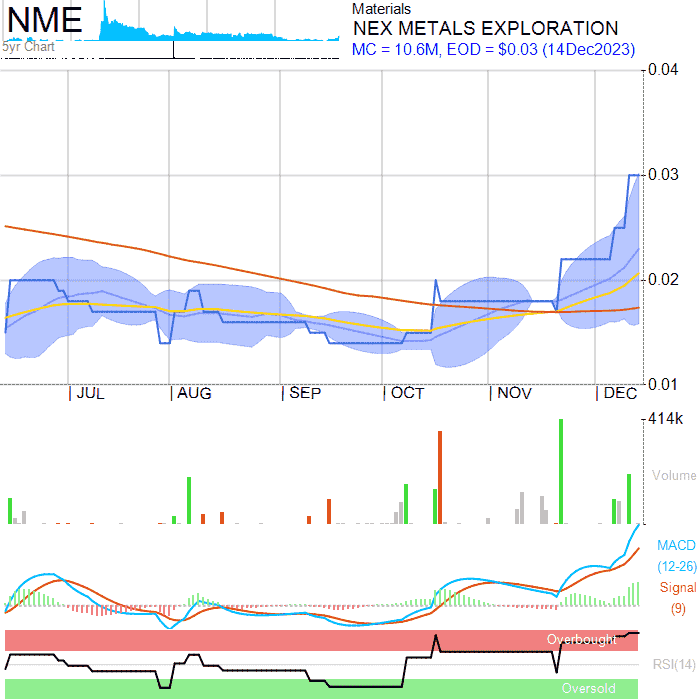 NME
5yr Chart
Materials
NEX METALS EXPLORATION
MC = 10.6M, EOD = $0.03 (14Dec2023)
0.04
0.03
0.02
0.01
JUL AUG SEP OCT NOV DEC
414k
Volume
MACD
(12-26)
Signal
(9)
Overbought
RSI(14)
Oversold